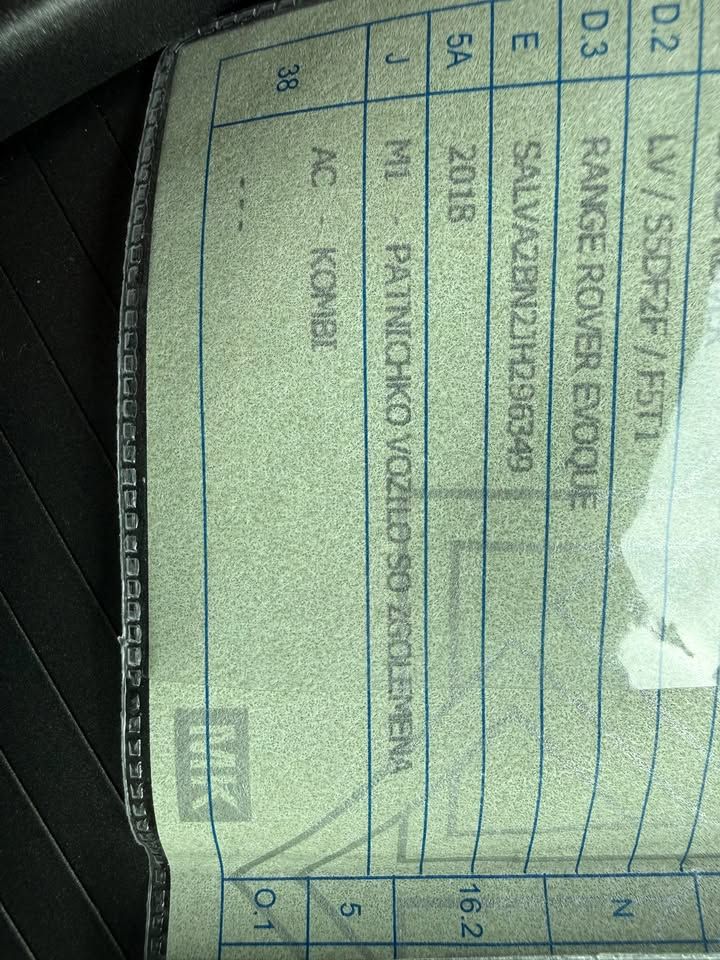 D.2 LV / S5DF2F / F5T1
D.3 RANGE ROVER EVOQUE
E SALVA2BN2JH296349
5A 2018
J M1 - PATNICHKO VOZILO SO ZGOLEMENA
38 AC - KOMBI
- - -
MK
N
16.2
5
O.1